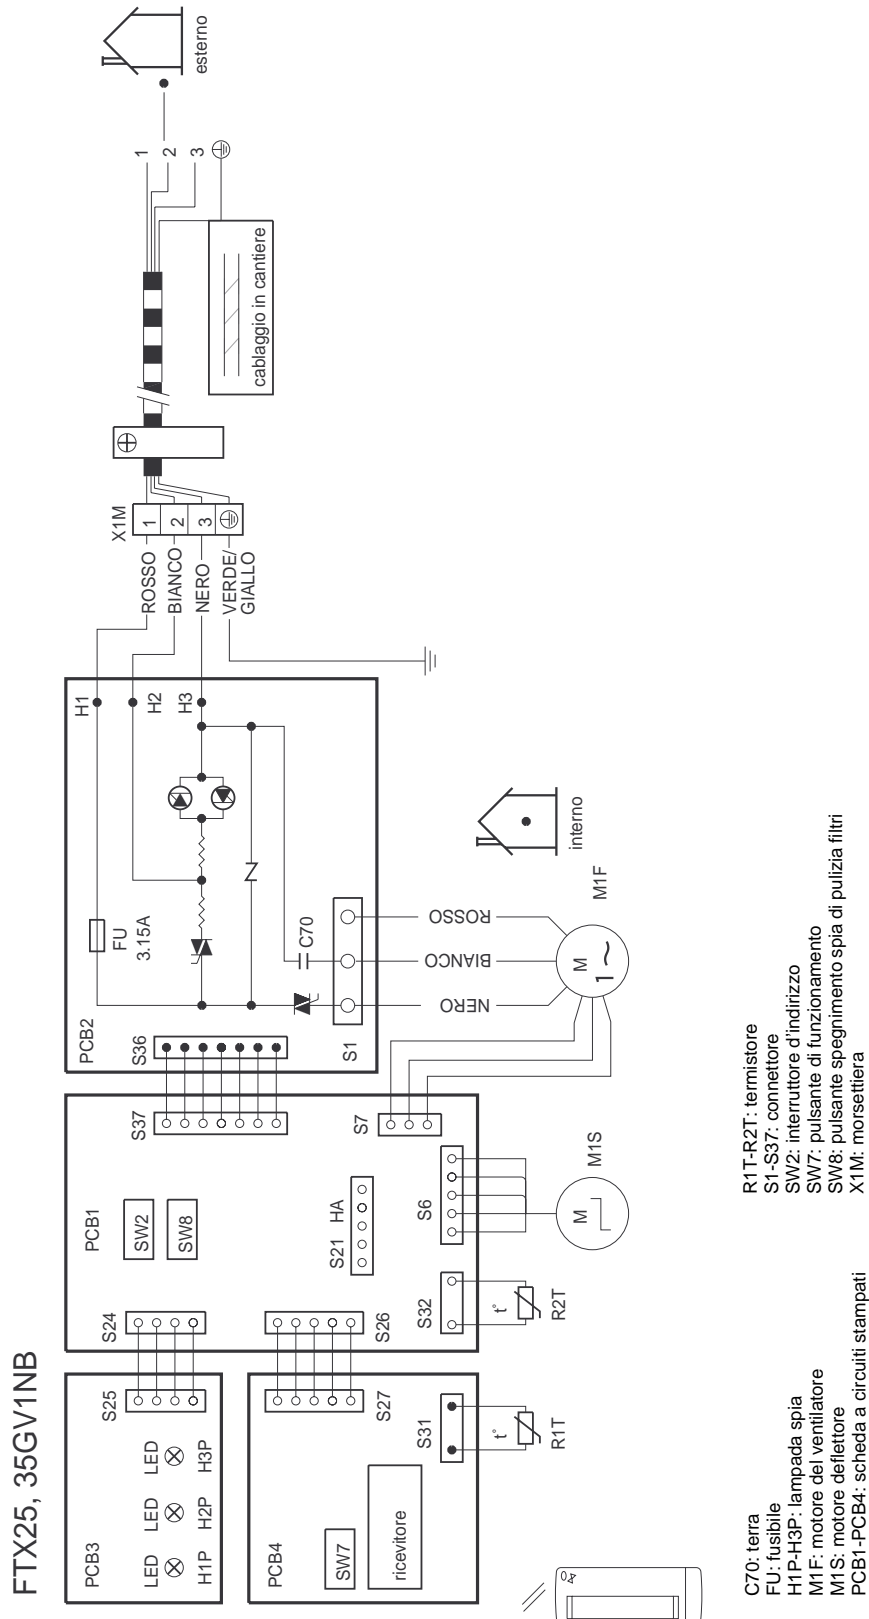 FTX25, 35GV1NB
PCB3
LED
LED
LED
H1P
H2P
H3P
S25
S24
PCB4
SW7
ricevitore
S27
S26
S31
t°
R1T
PCB1
SW2
SW8
S21
HA
S37
S36
S32
t°
R2T
S6
S7
M
M1S
PCB2
FU
3.15A
H1
H2
H3
C70
S1
NERO
BIANCO
ROSSO
M
1~
M1F
interno
ROSSO
BIANCO
NERO
VERDE/
GIALLO
X1M
1
2
3
cablaggio in cantiere
1
2
3
esterno
C70: terra
FU: fusibile
H1P-H3P: lampada spia
M1F: motore del ventilatore
M1S: motore deflettore
PCB1-PCB4: scheda a circuiti stampati
R1T-R2T: termistore
S1-S37: connettore
SW2: interruttore d'indirizzo
SW7: pulsante di funzionamento
SW8: pulsante spegnimento spia di pulizia filtri
X1M: morsettiera